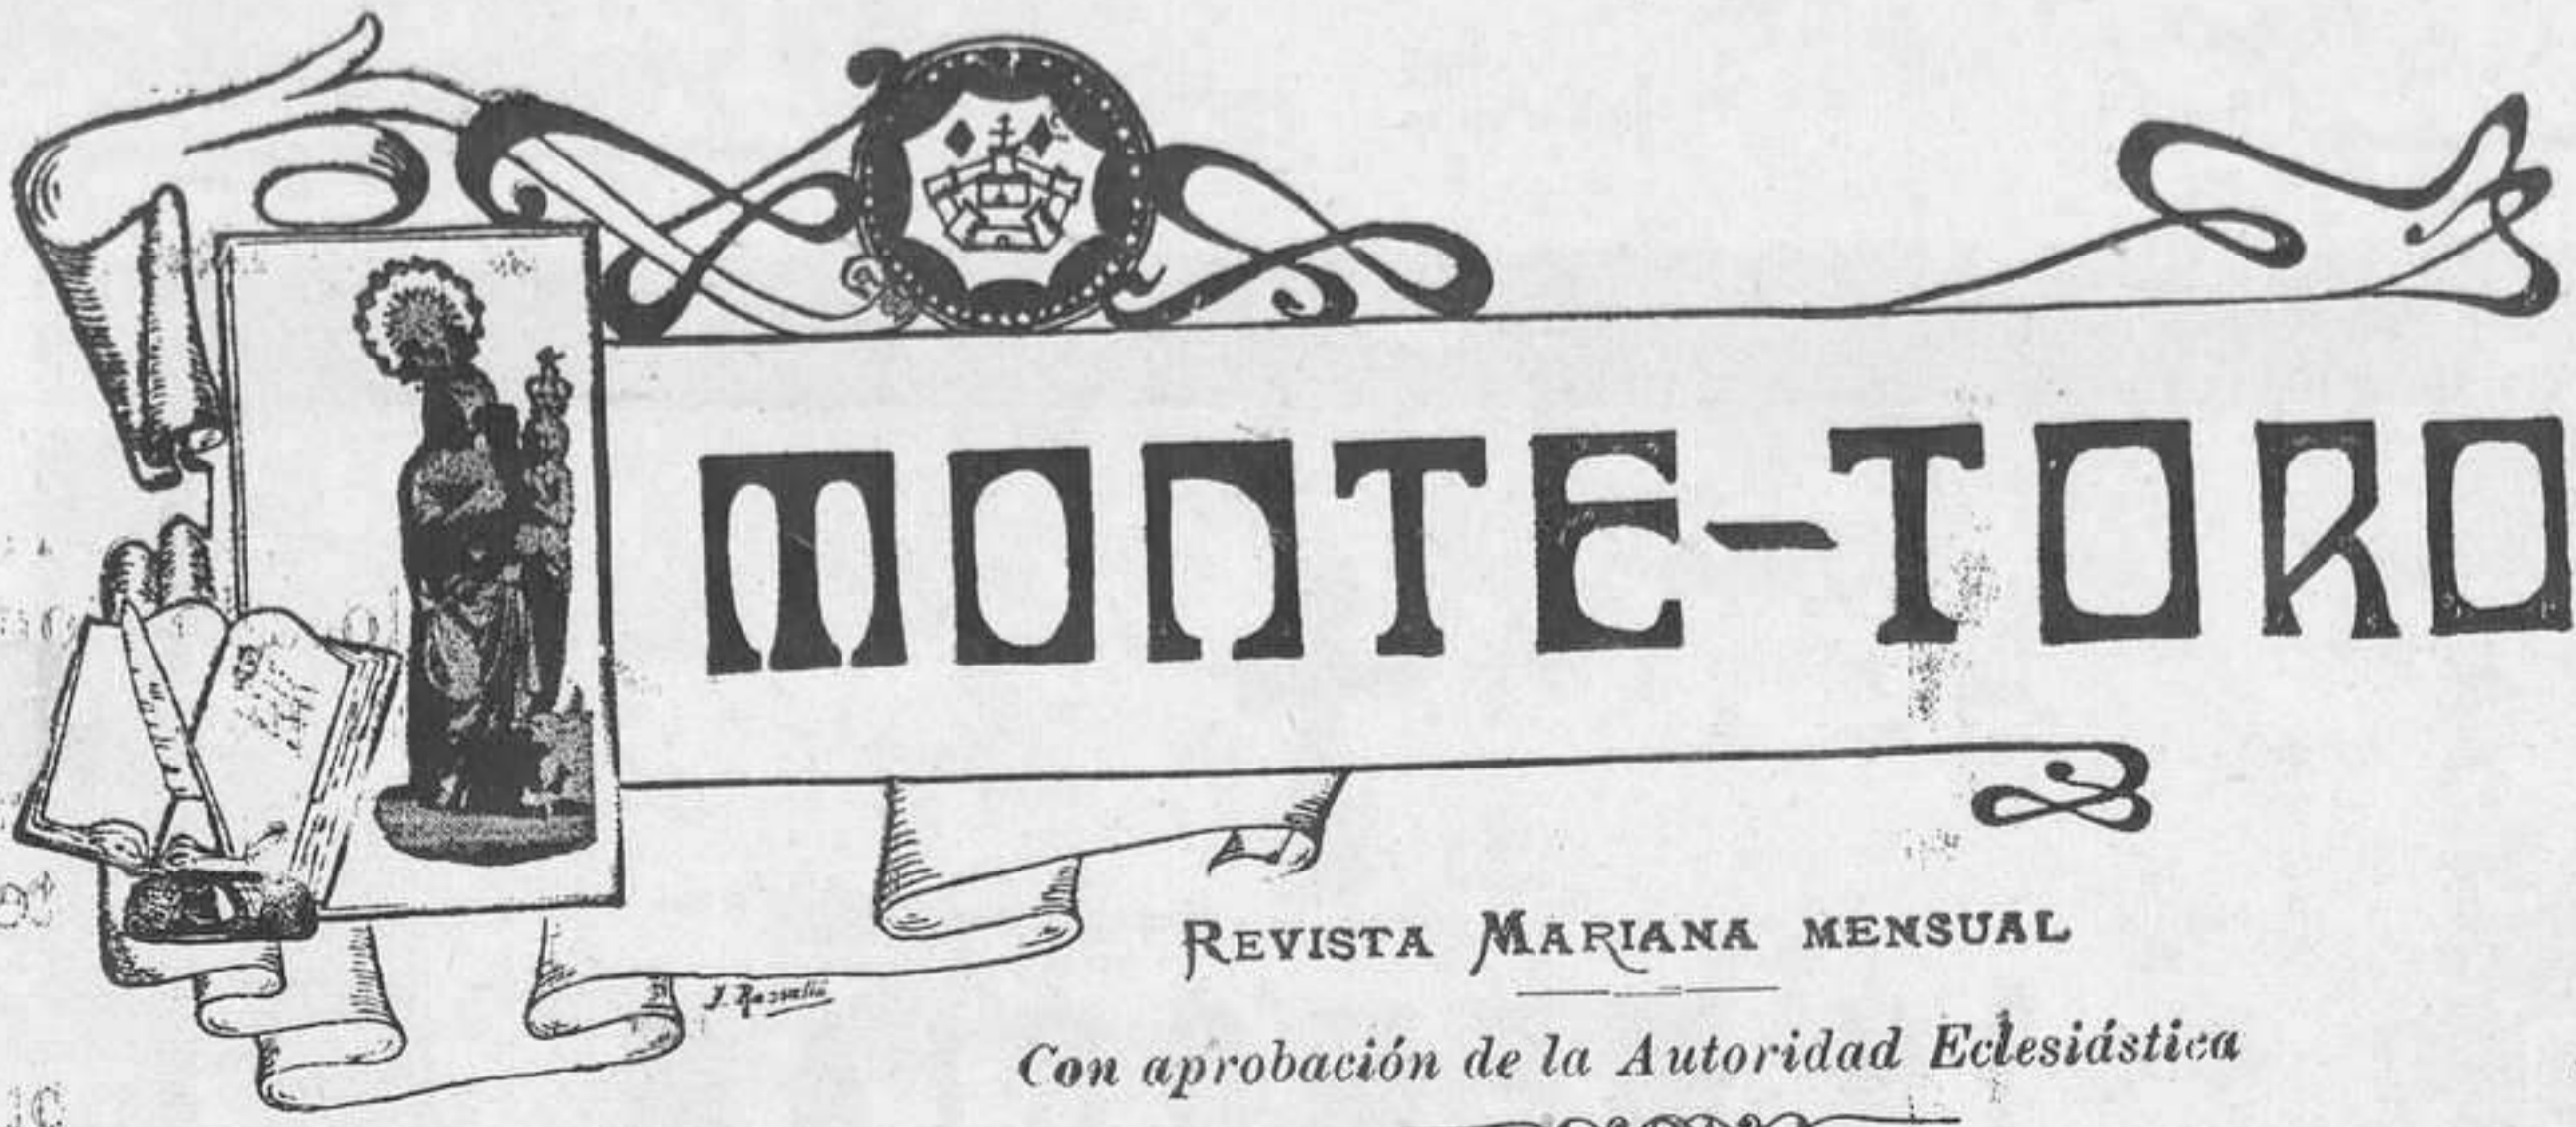 MONTE-TORO
REVISTA MARIANA MENSUAL
Con aprobación de la Autoridad Eclesiástica